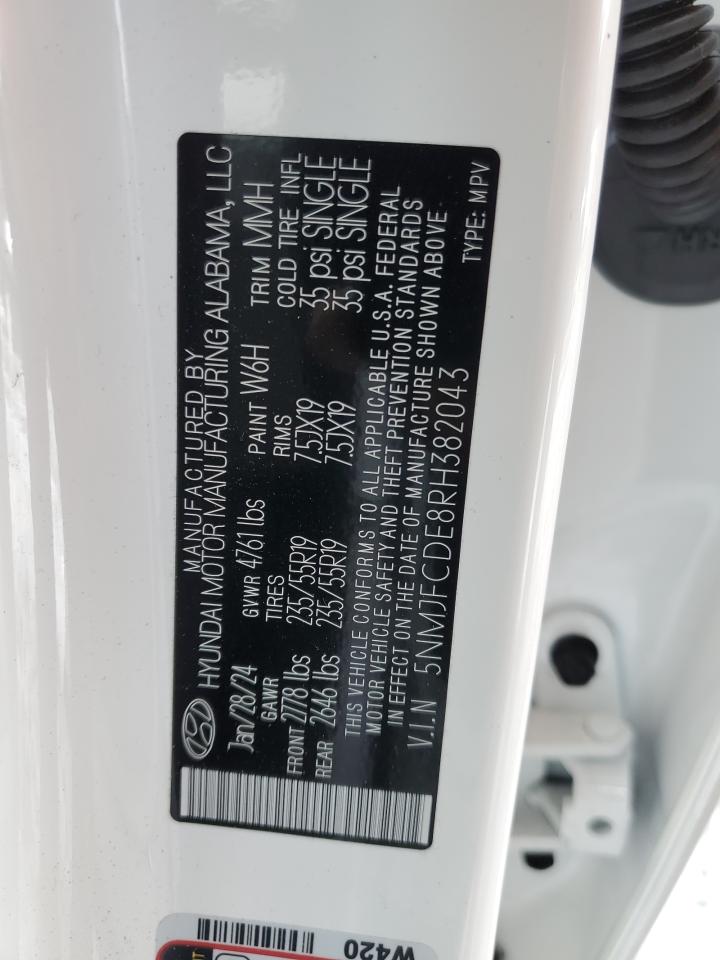 MANUFACTURED BY
HYUNDAI MOTOR MANUFACTURING ALABAMA, LLC
Jan/28/24 GVWR 4761 lbs PAINT W6H TRIM MMH
GAWR TIRES RIMS COLD TIRE INFL
FRONT 2778 lbs 235/55R19 7.5JX19 35 psi SINGLE
REAR 2646 lbs 235/55R19 7.5JX19 35 psi SINGLE
THIS VEHICLE CONFORMS TO ALL APPLICABLE U.S.A. FEDERAL
MOTOR VEHICLE SAFETY AND THEFT PREVENTION STANDARDS
IN EFFECT ON THE DATE OF MANUFACTURE SHOWN ABOVE
V.I.N 5NMJFCDE8RH382043 TYPE: MPV
W420